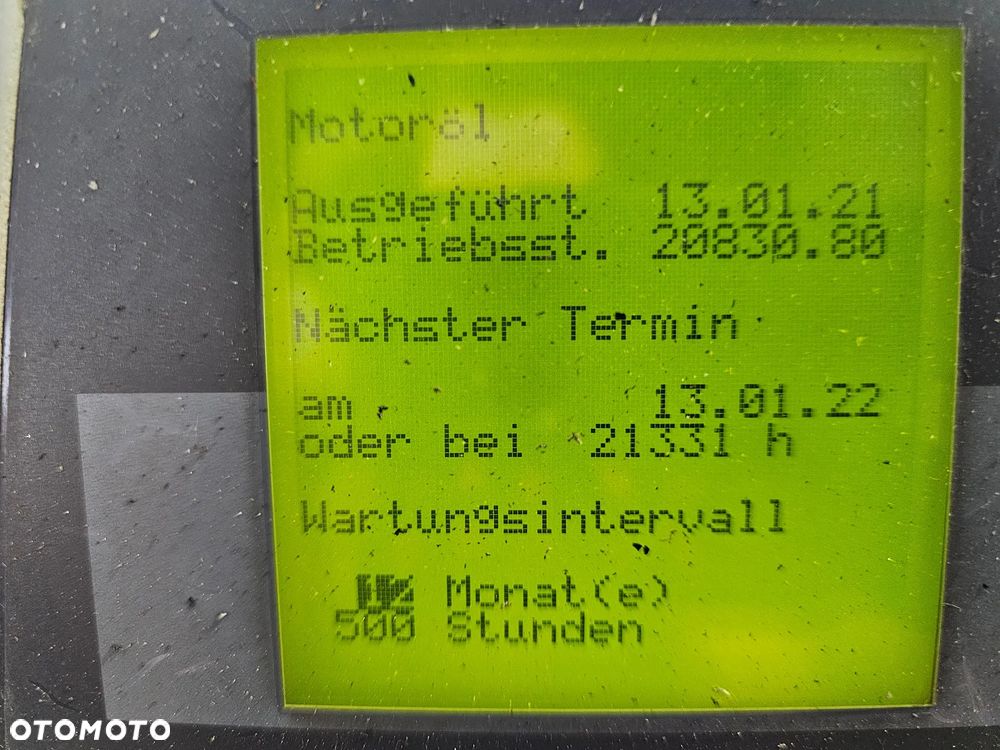 Motoröl
Ausgeführt 13.01.21
Betriebsst. 20830.80
Nächster Termin
am 13.01.22
oder bei 21331 h
Wartungsintervall
12 Monat(e)
500 Stunden
OTOMOTO